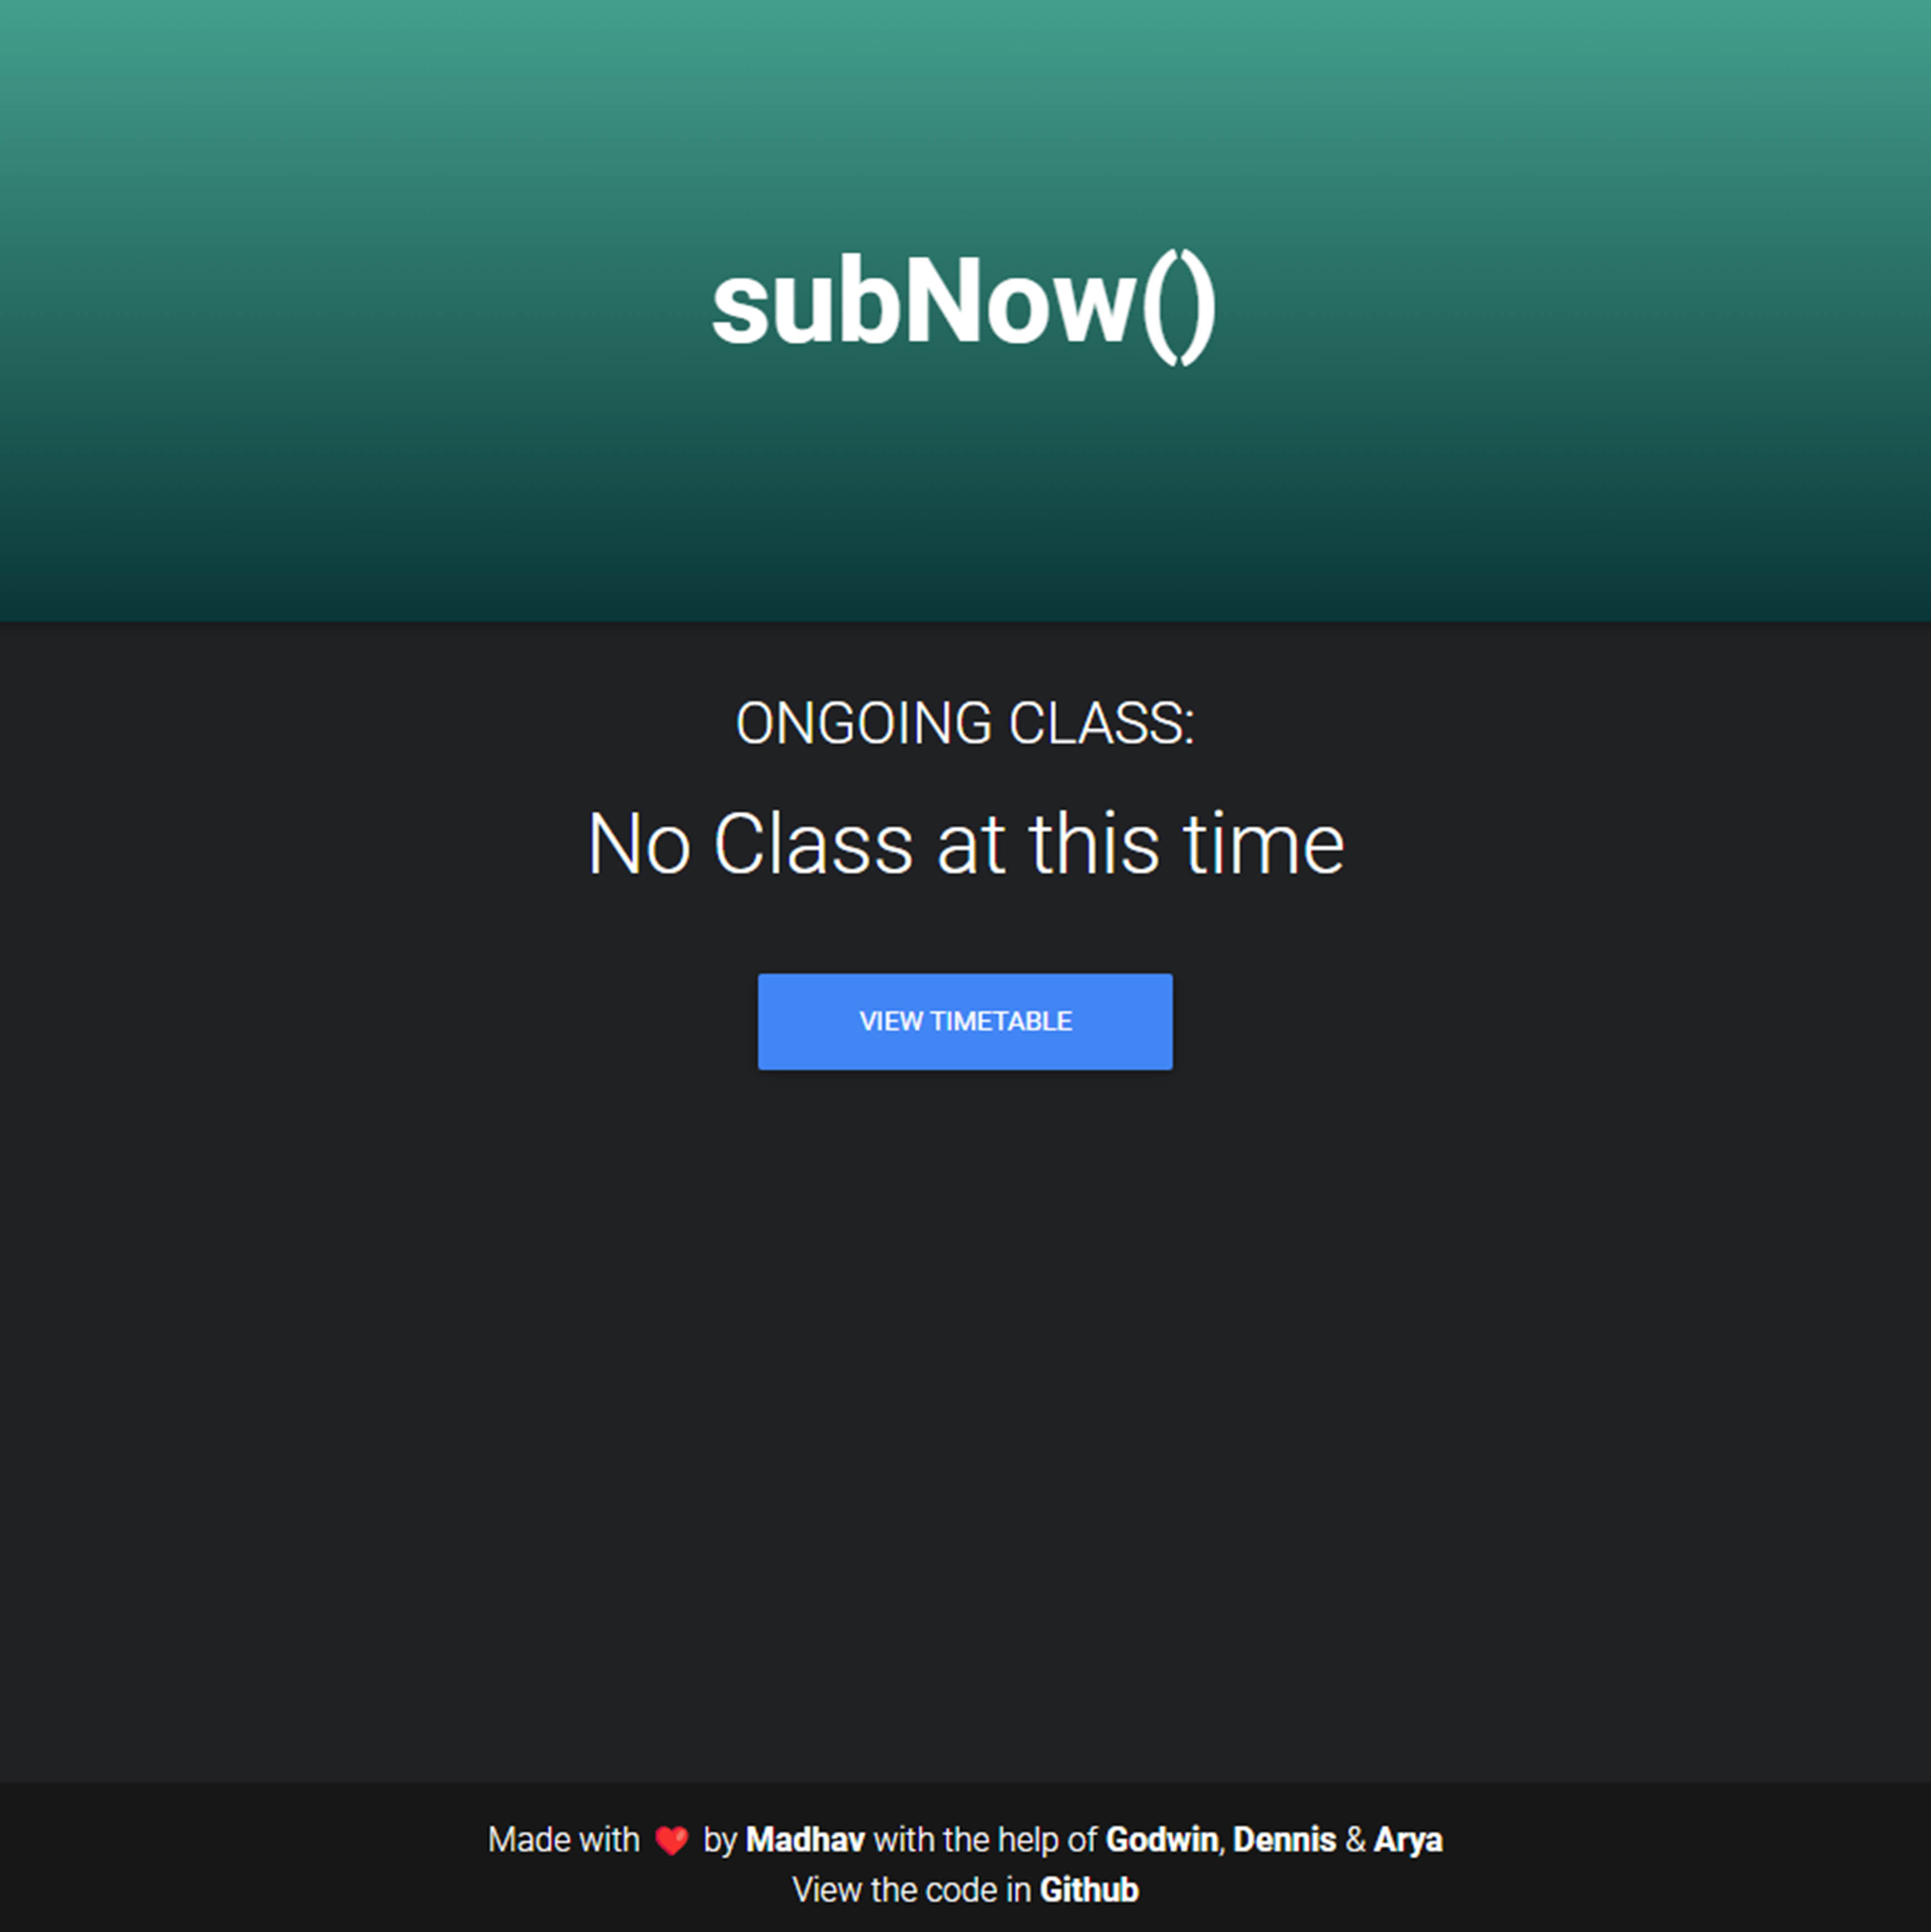 subNow()
ONGOING CLASS:
No Class at this time
VIEW TIMETABLE
Made with ❤️ by Madhav with the help of Godwin, Dennis & Arya
View the code in Github